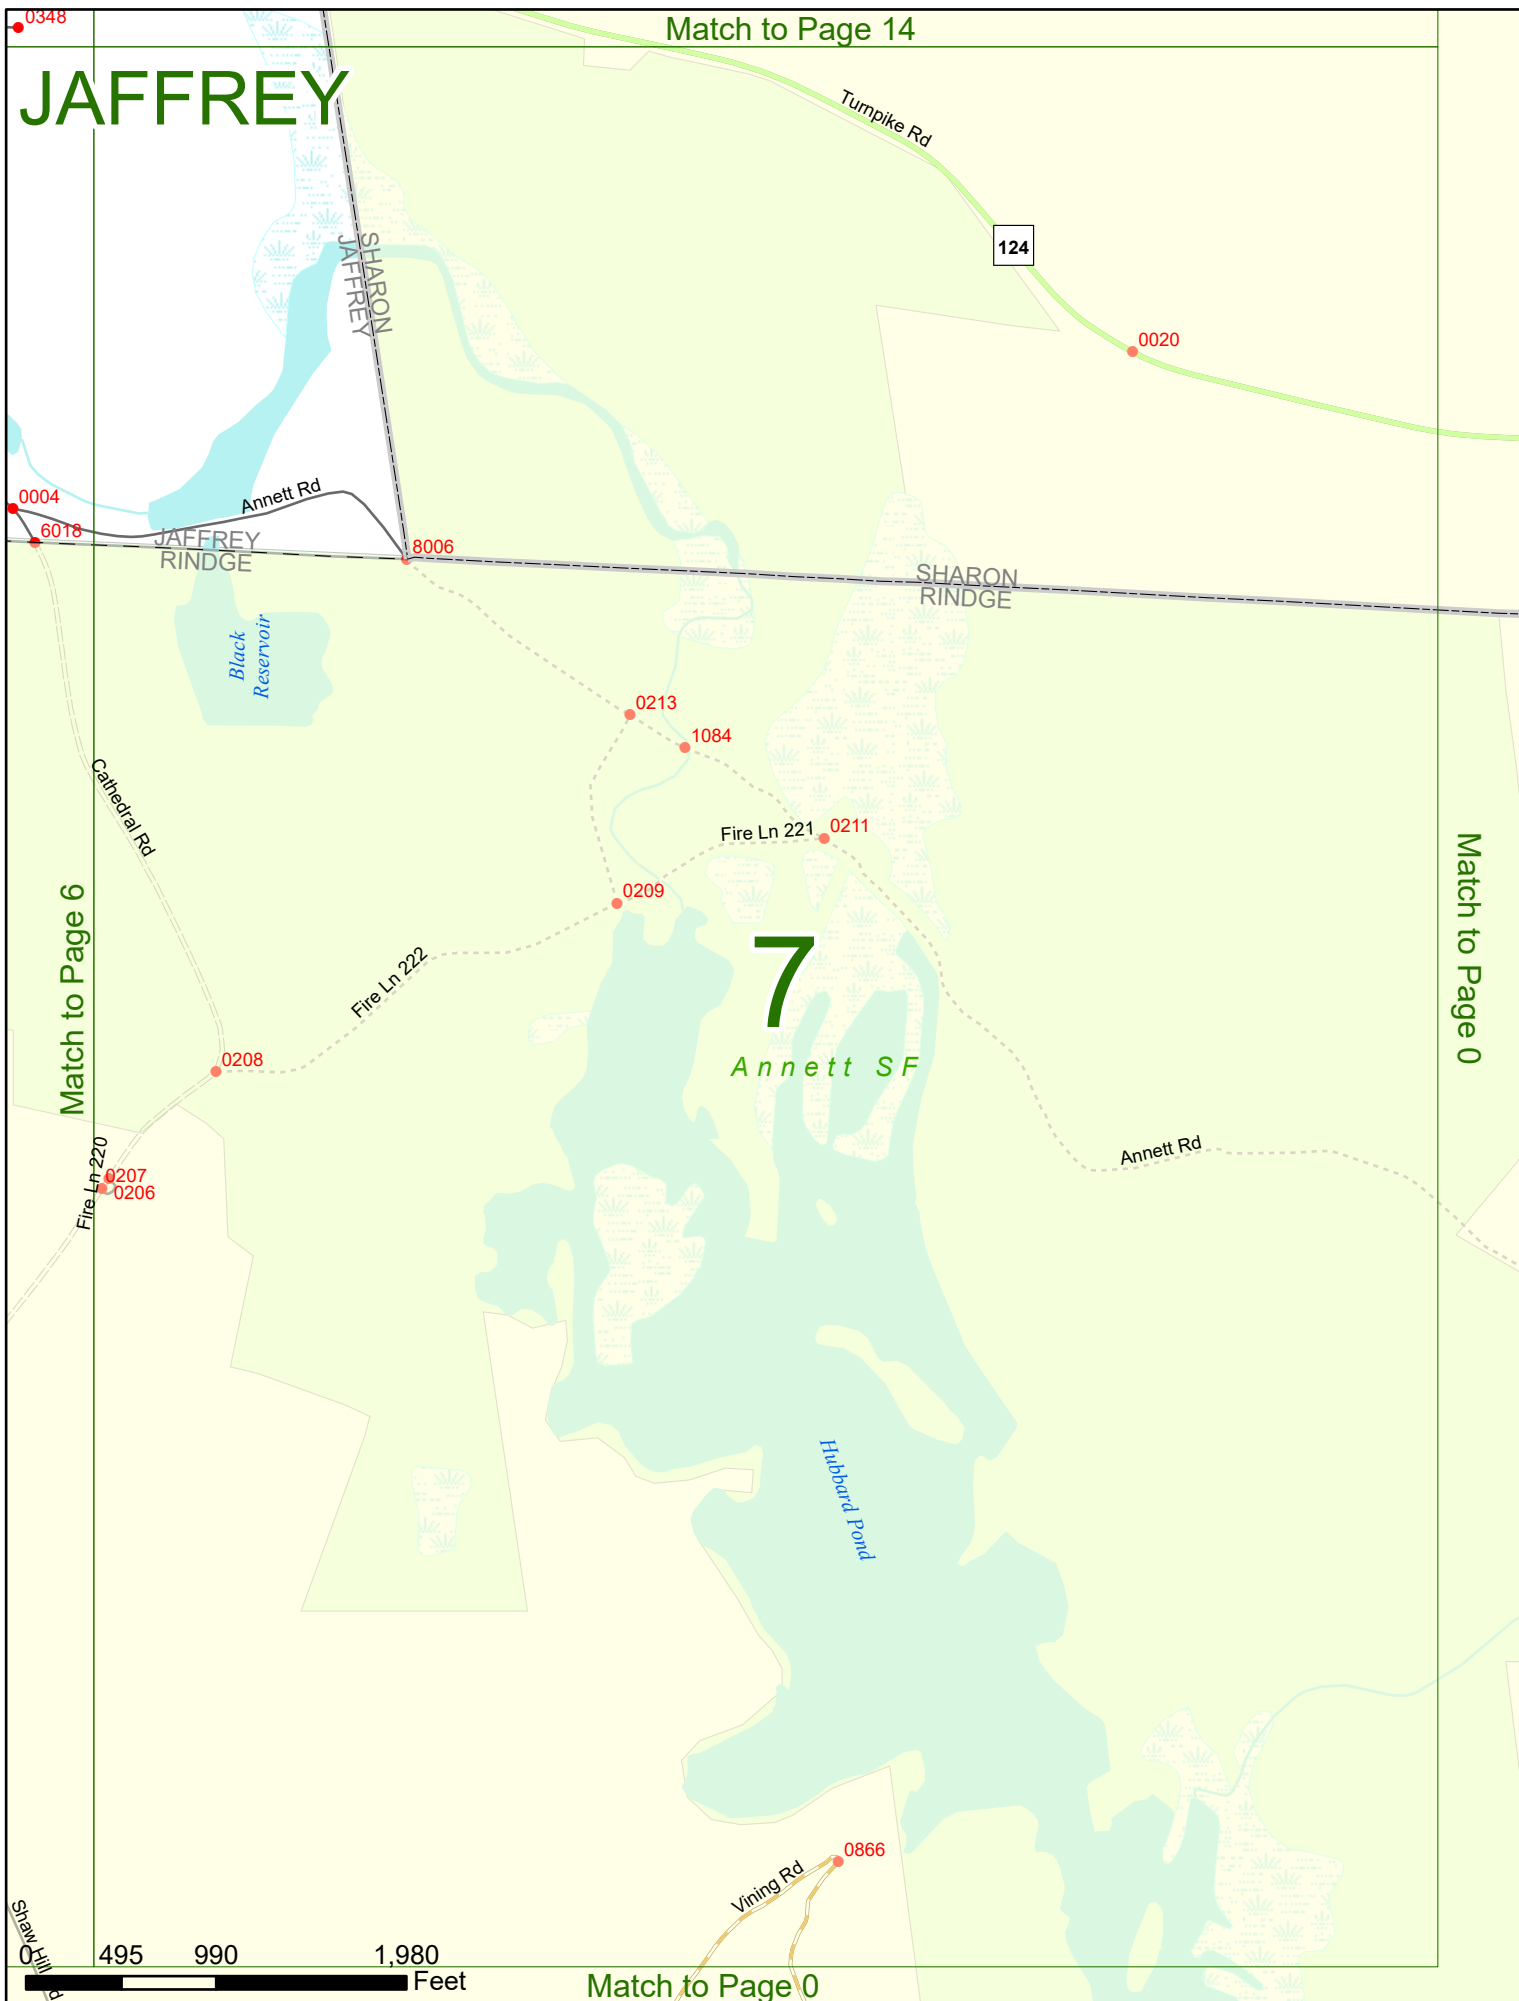 0348
Match to Page 14
JAFFREY
Turnpike Rd
124
SHARON
JAFFREY
0020
0004
Annett Rd
6018
JAFFREY
RINDGE
8006
SHARON
RINDGE
Black
Reservoir
0213
1084
Cathedral Rd
Fire Ln 221
0211
Match to Page 6
0209
Match to Page 0
7
Fire Ln 222
Annett SF
0208
Annett Rd
Fire Ln 220
0207
0206
Hubbard Pond
0866
Vining Rd
Shaw Hill Rd
0 495 990 1,980
Feet
Match to Page 0